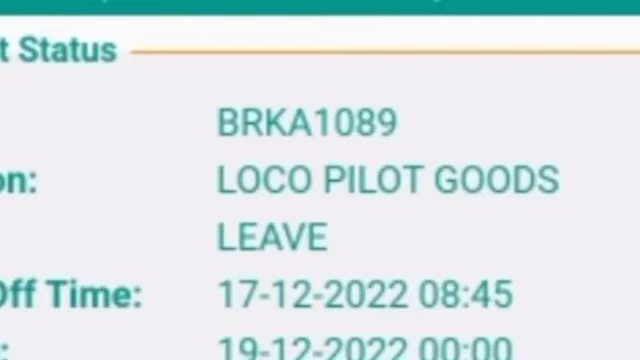 t Status
BRKA1089
on: LOCO PILOT GOODS
LEAVE
Off Time: 17-12-2022 08:45
: 19-12-2022 00:00